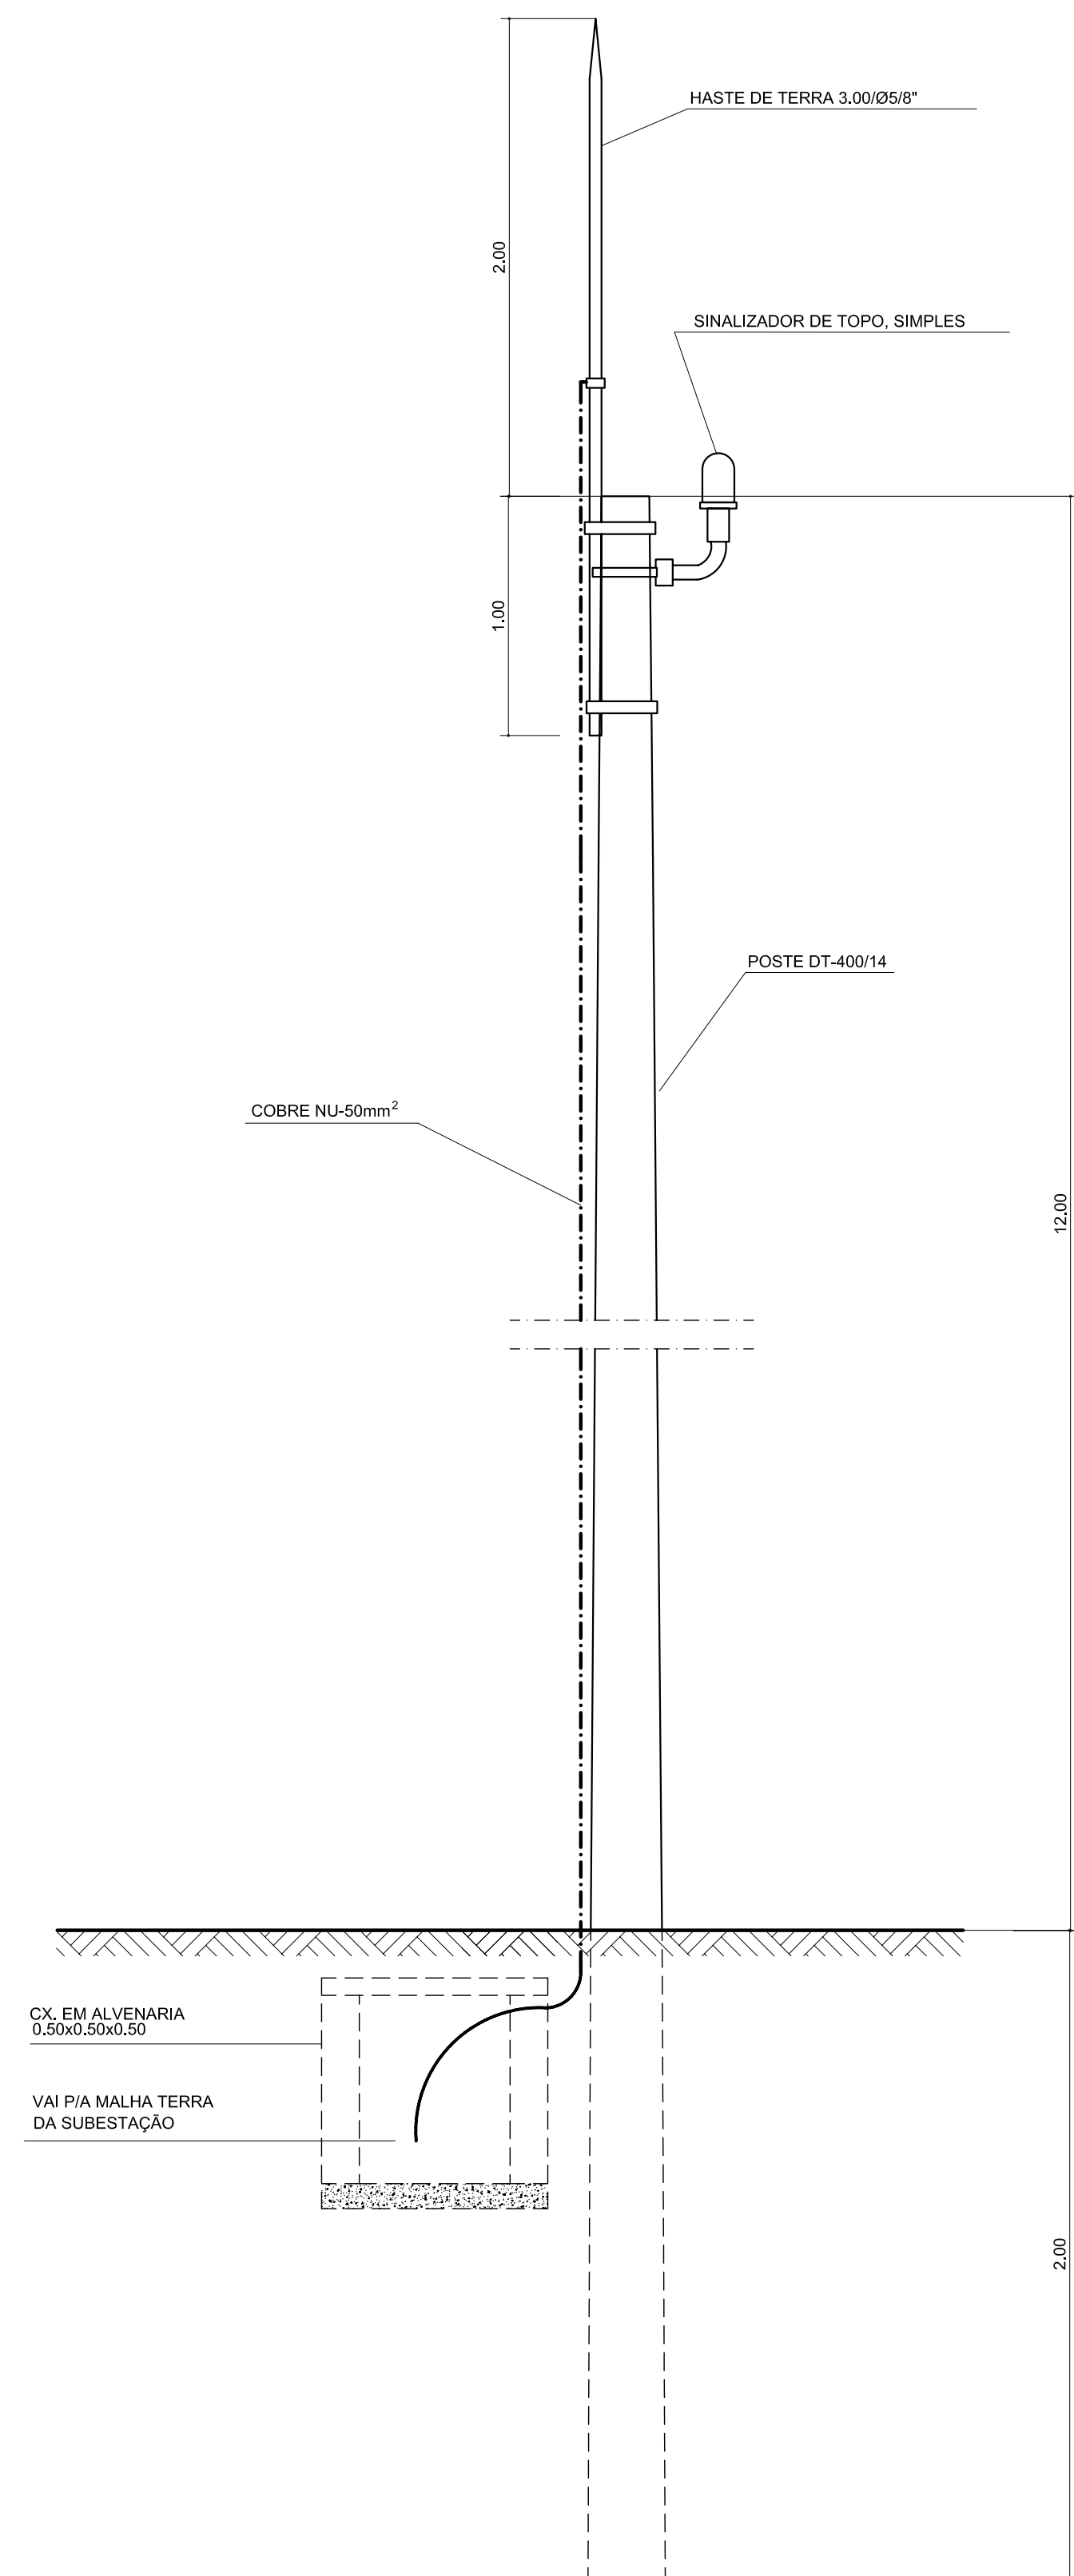 HASTE DE TERRA 3.00/Ø5/8"
2.00
SINALIZADOR DE TOPO, SIMPLES
1.00
POSTE DT-400/14
COBRE NU-50mm²
12.00
CX. EM ALVENARIA
0.50x0.50x0.50
VAI P/A MALHA TERRA
DA SUBESTAÇÃO
2.00